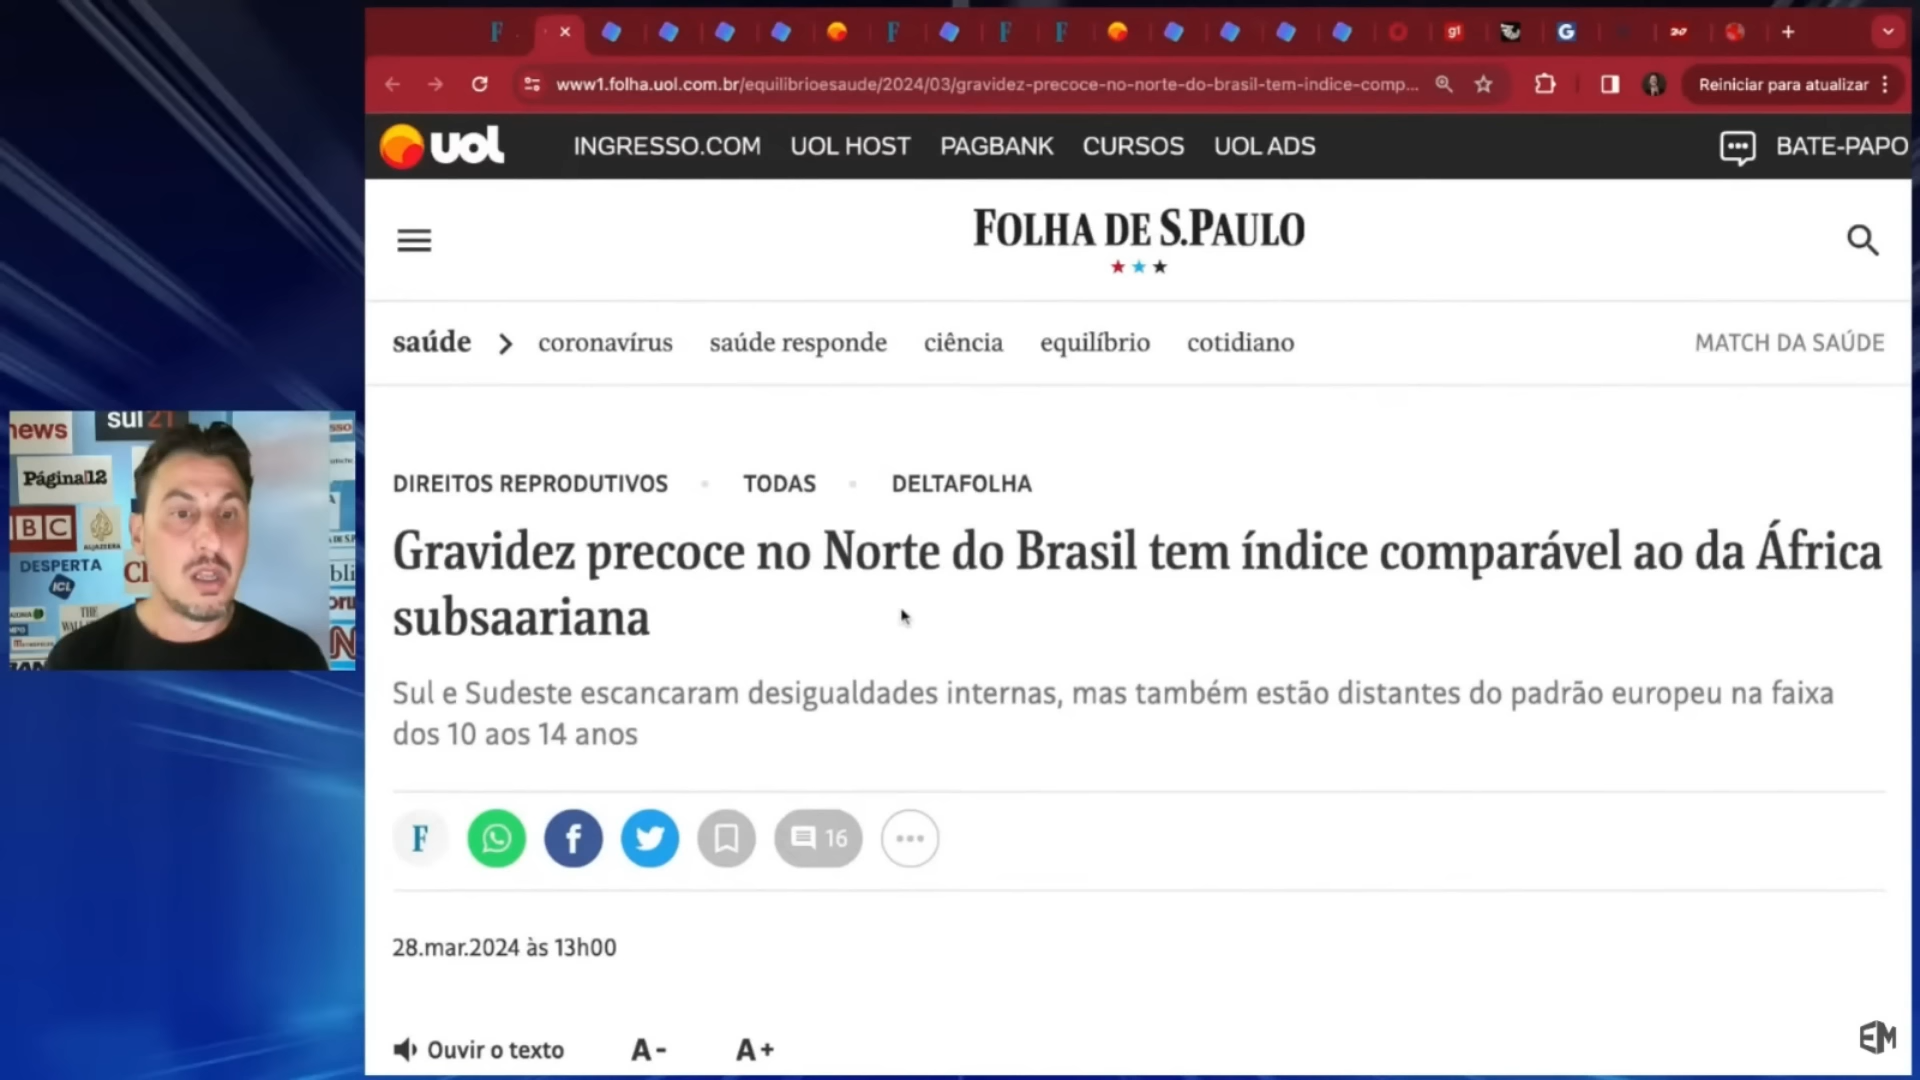 g1
G
Reiniciar para atualizar
www1.folha.uol.com.br/equilibrioesaude/2024/03/gravidez-precoce-no-norte-do-brasil-tem-indice-comp...
uol
INGRESSO.COM UOL HOST PAGBANK CURSOS UOL ADS
BATE-PAPO
FOLHA DE S.PAULO
saúde coronavírus saúde responde ciência equilíbrio cotidiano
MATCH DA SAÚDE
DIREITOS REPRODUTIVOS TODAS DELTAFOLHA
Gravidez precoce no Norte do Brasil tem índice comparável ao da África
subsaariana
Sul e Sudeste escancaram desigualdades internas, mas também estão distantes do padrão europeu na faixa
dos 10 aos 14 anos
F
16
28.mar.2024 às 13h00
Ouvir o texto A- A+
EM
news
sul 21
Página12
BBC
ALJAZEERA
DESPERTA
ICL
THE